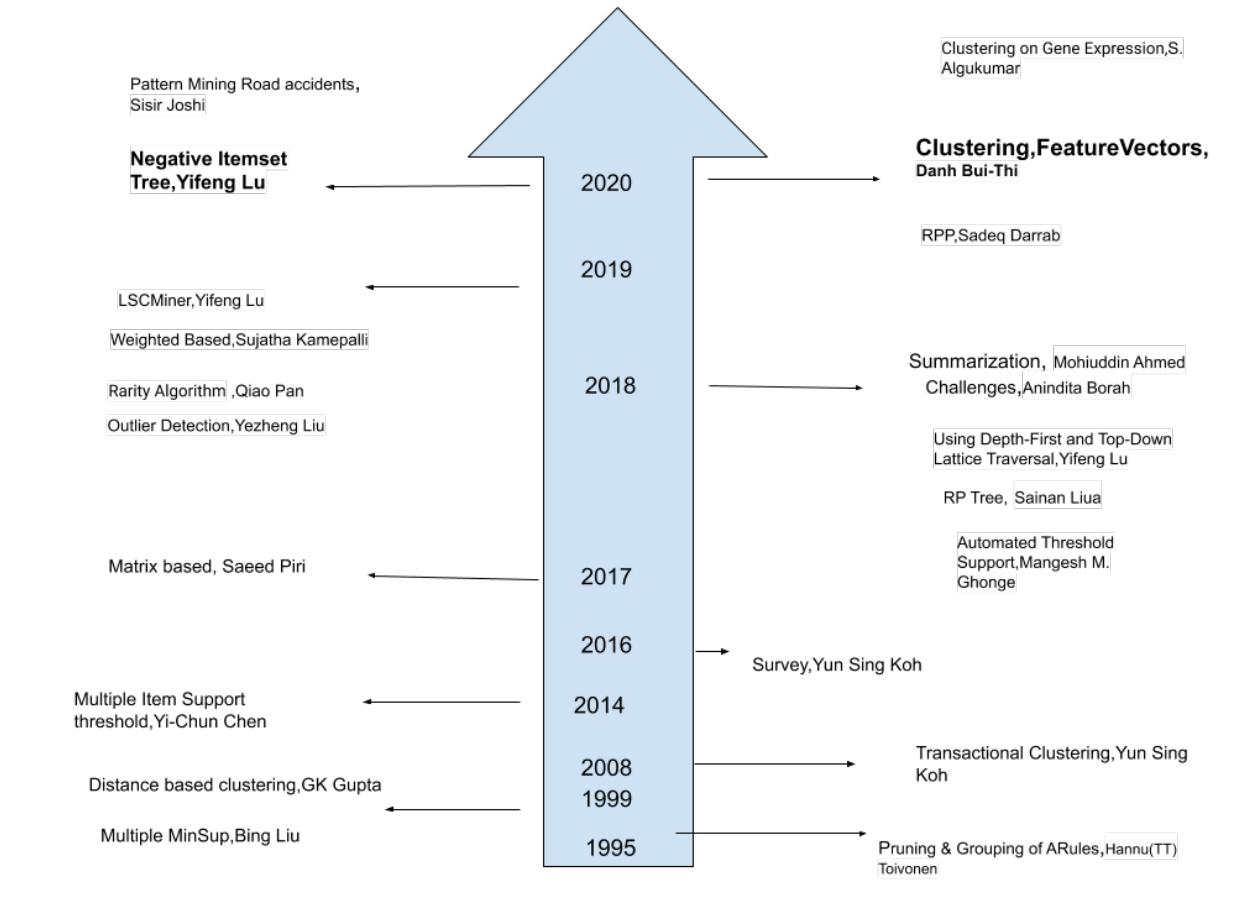 Clustering on Gene Expression,S.
Algukumar
Pattern Mining Road accidents,
Sisir Joshi
Negative Itemset
Tree,Yifeng Lu
Clustering,FeatureVectors,
Danh Bui-Thi
2020
RPP,Sadeq Darrab
2019
LSCMiner,Yifeng Lu
Weighted Based,Sujatha Kamepalli
Rarity Algorithm ,Qiao Pan
Outlier Detection,Yezheng Liu
2018
Summarization, Mohiuddin Ahmed
Challenges,Anindita Borah
Using Depth-First and Top-Down
Lattice Traversal,Yifeng Lu
RP Tree, Sainan Liua
Automated Threshold
Support,Mangesh M.
Ghonge
Matrix based, Saeed Piri
2017
2016
Survey,Yun Sing Koh
Multiple Item Support
threshold,Yi-Chun Chen
2014
2008
Transactional Clustering,Yun Sing
Koh
Distance based clustering,GK Gupta
1999
Multiple MinSup,Bing Liu
1995
Pruning & Grouping of ARules,Hannu(TT)
Toivonen